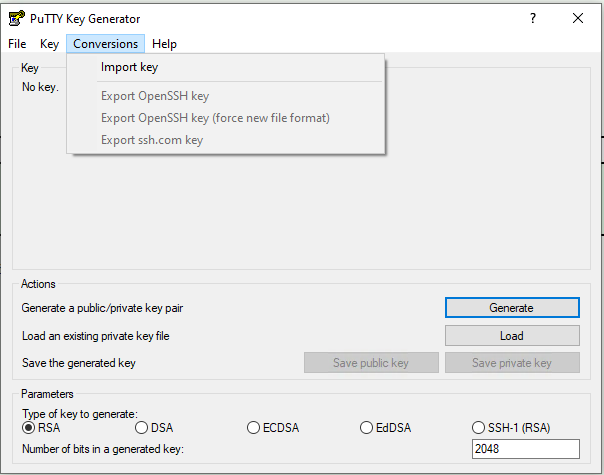 PuTTY Key Generator
?
File Key Conversions Help
Import key
Export OpenSSH key
Export OpenSSH key (force new file format)
Export ssh.com key
Key
No key.
Actions
Generate a public/private key pair
Generate
Load an existing private key file
Load
Save the generated key
Save public key
Save private key
Parameters
Type of key to generate:
RSA DSA ECDSA EdDSA SSH-1 (RSA)
Number of bits in a generated key:
2048